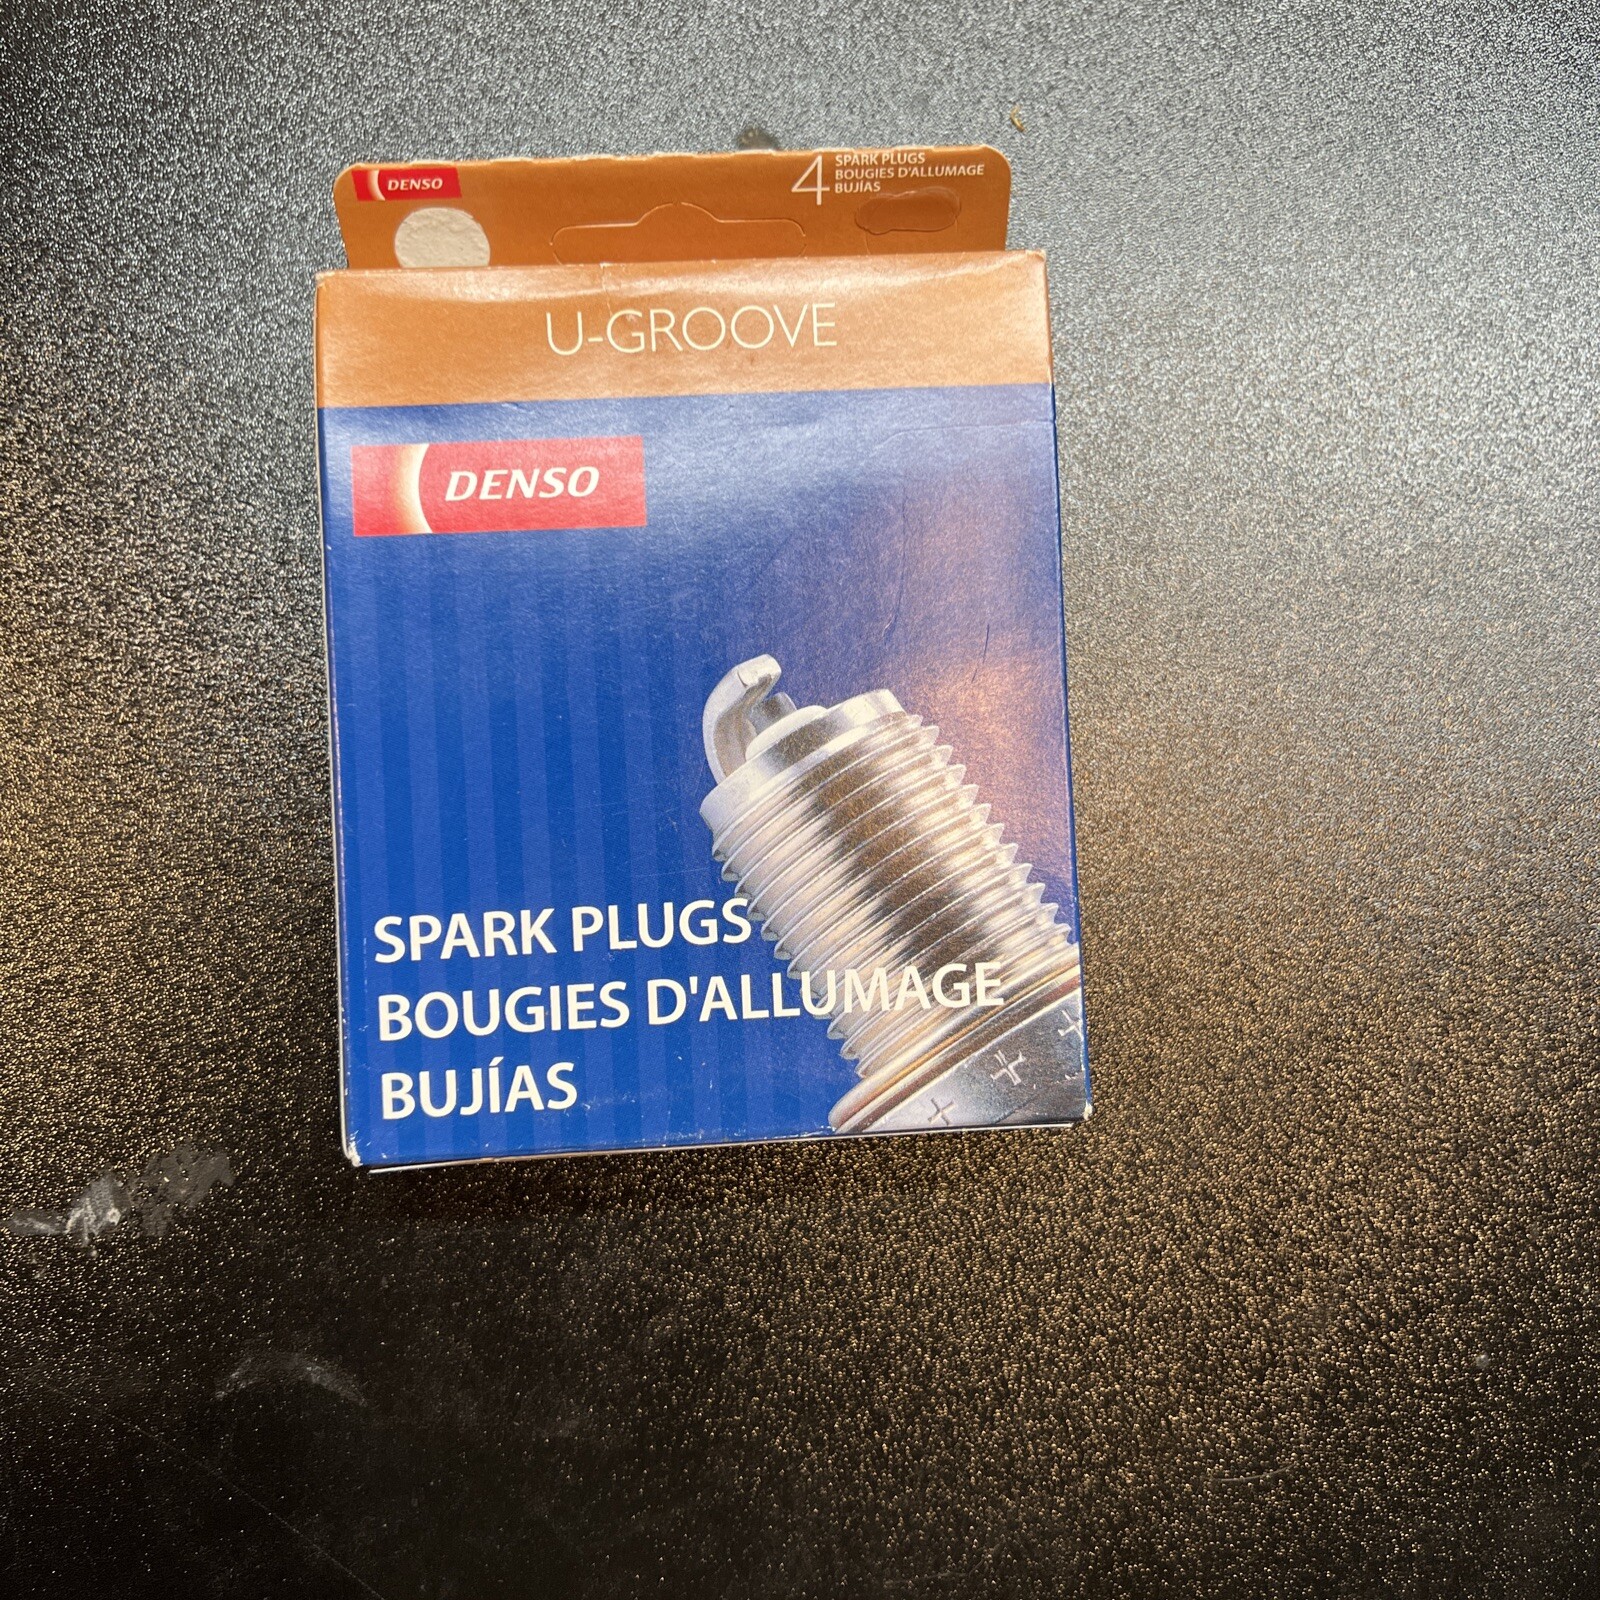 DENSO
4 SPARK PLUGS
BOUGIES D'ALLUMAGE
BUJÍAS
U-GROOVE
DENSO
SPARK PLUGS
BOUGIES D'ALLUMAGE
BUJÍAS